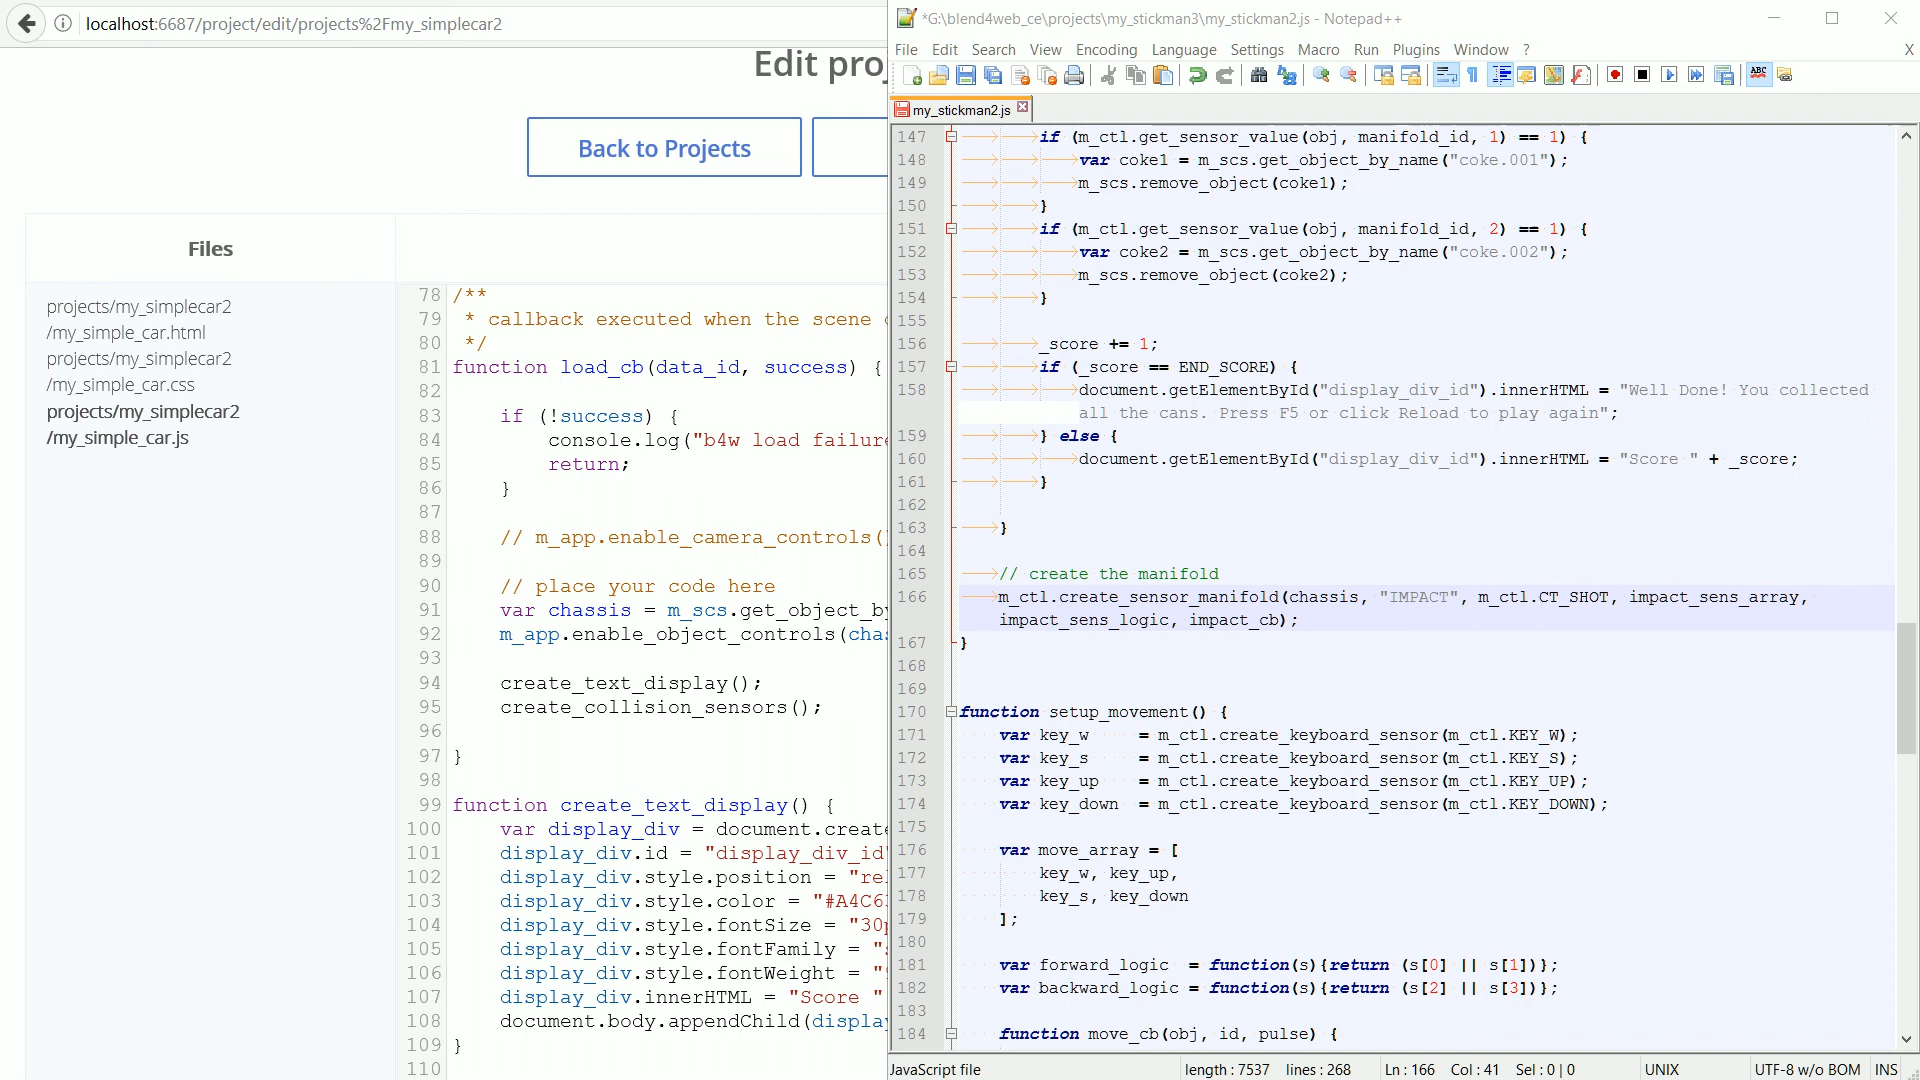 localhost:6687/project/edit/projects%2Fmy_simplecar2
Edit proj
Back to Projects
Files
projects/my_simplecar2
/my_simple_car.html
projects/my_simplecar2
/my_simple_car.css
projects/my_simplecar2
/my_simple_car.js
78 /**
79 * callback executed when the scene
80 */
81 function load_cb(data_id, success) {
82
83 if (!success) {
84 console.log("b4w load failure
85 return;
86 }
87
88 // m_app.enable_camera_controls(
89
90 // place your code here
91 var chassis = m_scs.get_object_by
92 m_app.enable_object_controls(chas
93
94 create_text_display();
95 create_collision_sensors();
96
97 }
98
99 function create_text_display() {
100 var display_div = document.create
101 display_div.id = "display_div_id"
102 display_div.style.position = "rel
103 display_div.style.color = "#A4C6
104 display_div.style.fontSize = "30p
105 display_div.style.fontFamily = "
106 display_div.style.fontWeight = "
107 display_div.innerHTML = "Score "
108 document.body.appendChild(display
109 }
110
*G:\blend4web_ce\projects\my_stickman3\my_stickman2.js - Notepad++
File Edit Search View Encoding Language Settings Macro Run Plugins Window ? X
ABC
my_stickman2.js
147 if (m_ctl.get_sensor_value(obj, manifold_id, 1) == 1) {
148 var coke1 = m_scs.get_object_by_name("coke.001");
149 m_scs.remove_object(coke1);
150 }
151 if (m_ctl.get_sensor_value(obj, manifold_id, 2) == 1) {
152 var coke2 = m_scs.get_object_by_name("coke.002");
153 m_scs.remove_object(coke2);
154 }
155
156 _score += 1;
157 if (_score == END_SCORE) {
158 document.getElementById("display_div_id").innerHTML = "Well Done! You collected
all the cans. Press F5 or click Reload to play again";
159 } else {
160 document.getElementById("display_div_id").innerHTML = "Score " + _score;
161 }
162
163 }
164
165 // create the manifold
166 m_ctl.create_sensor_manifold(chassis, "IMPACT", m_ctl.CT_SHOT, impact_sens_array,
impact_sens_logic, impact_cb);
167 }
168
169
170 function setup_movement() {
171 var key_w = m_ctl.create_keyboard_sensor(m_ctl.KEY_W);
172 var key_s = m_ctl.create_keyboard_sensor(m_ctl.KEY_S);
173 var key_up = m_ctl.create_keyboard_sensor(m_ctl.KEY_UP);
174 var key_down = m_ctl.create_keyboard_sensor(m_ctl.KEY_DOWN);
175
176 var move_array = [
177 key_w, key_up,
178 key_s, key_down
179 ];
180
181 var forward_logic = function(s){return (s[0] || s[1])};
182 var backward_logic = function(s){return (s[2] || s[3])};
183
184 function move_cb(obj, id, pulse) {
JavaScript file length : 7537 lines : 268 Ln : 166 Col : 41 Sel : 0 | 0 UNIX UTF-8 w/o BOM INS